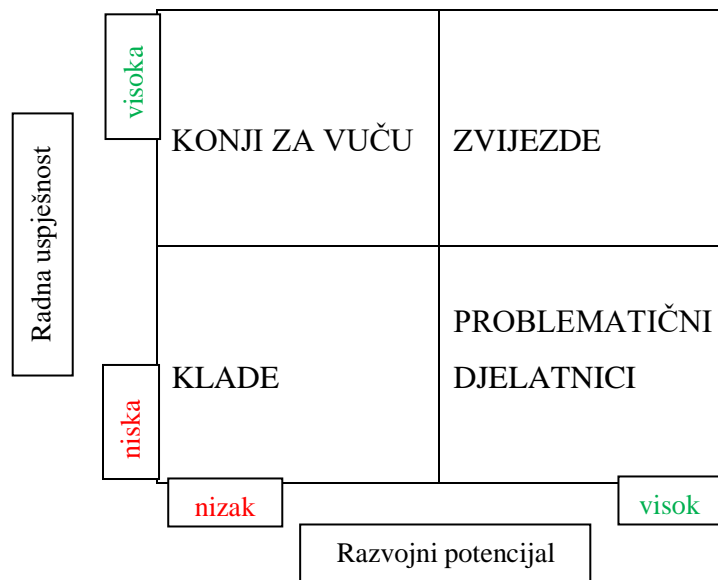 visoka
KONJI ZA VUČU
ZVIJEZDE
Radna uspješnost
PROBLEMATIČNI
DJELATNICI
KLADE
niska
nizak
visok
Razvojni potencijal